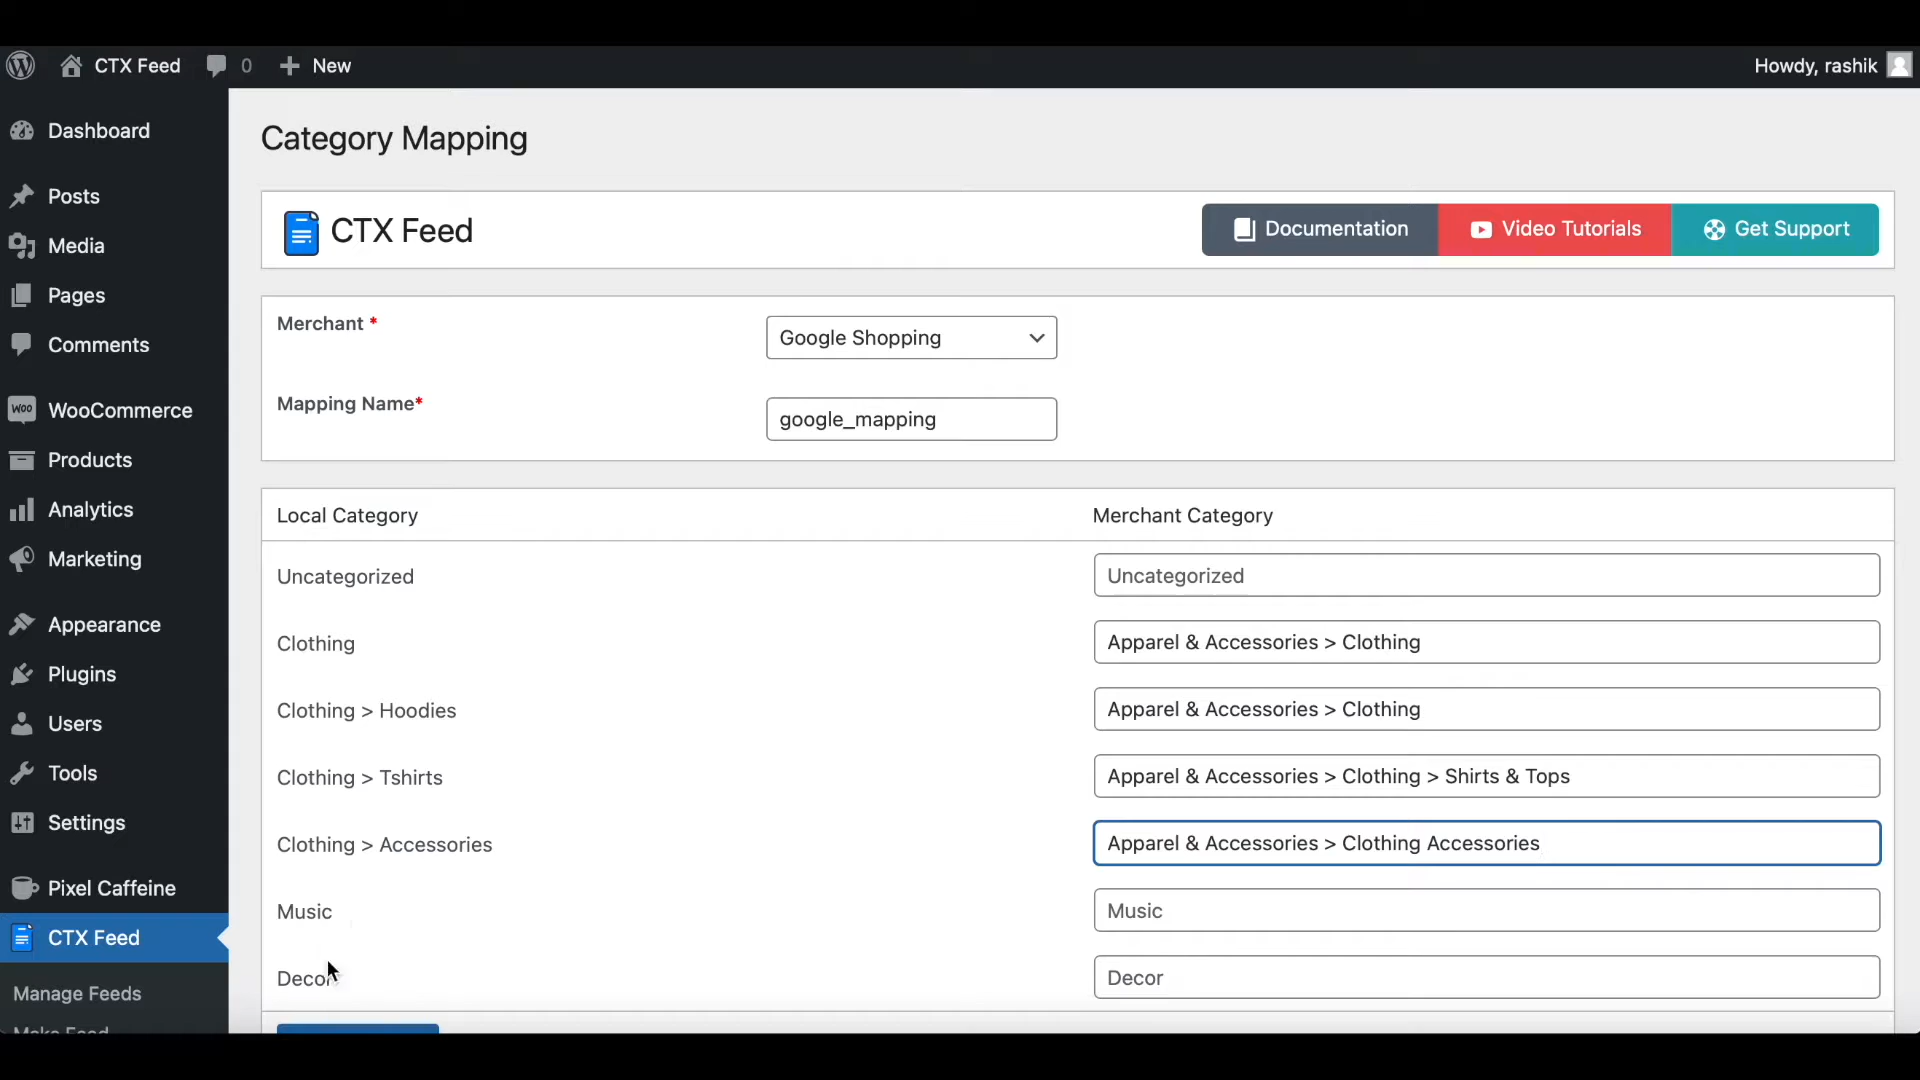 CTX Feed 0 New Howdy, rashik
Dashboard
Posts
Media
Pages
Comments
WooCommerce
Products
Analytics
Marketing
Appearance
Plugins
Users
Tools
Settings
Pixel Caffeine
CTX Feed
Manage Feeds
Make Feed
Category Mapping
CTX Feed
Documentation
Video Tutorials
Get Support
Merchant *
Google Shopping
Mapping Name*
google_mapping
Local Category Merchant Category
Uncategorized Uncategorized
Clothing Apparel & Accessories > Clothing
Clothing > Hoodies Apparel & Accessories > Clothing
Clothing > Tshirts Apparel & Accessories > Clothing > Shirts & Tops
Clothing > Accessories Apparel & Accessories > Clothing Accessories
Music Music
Decor Decor